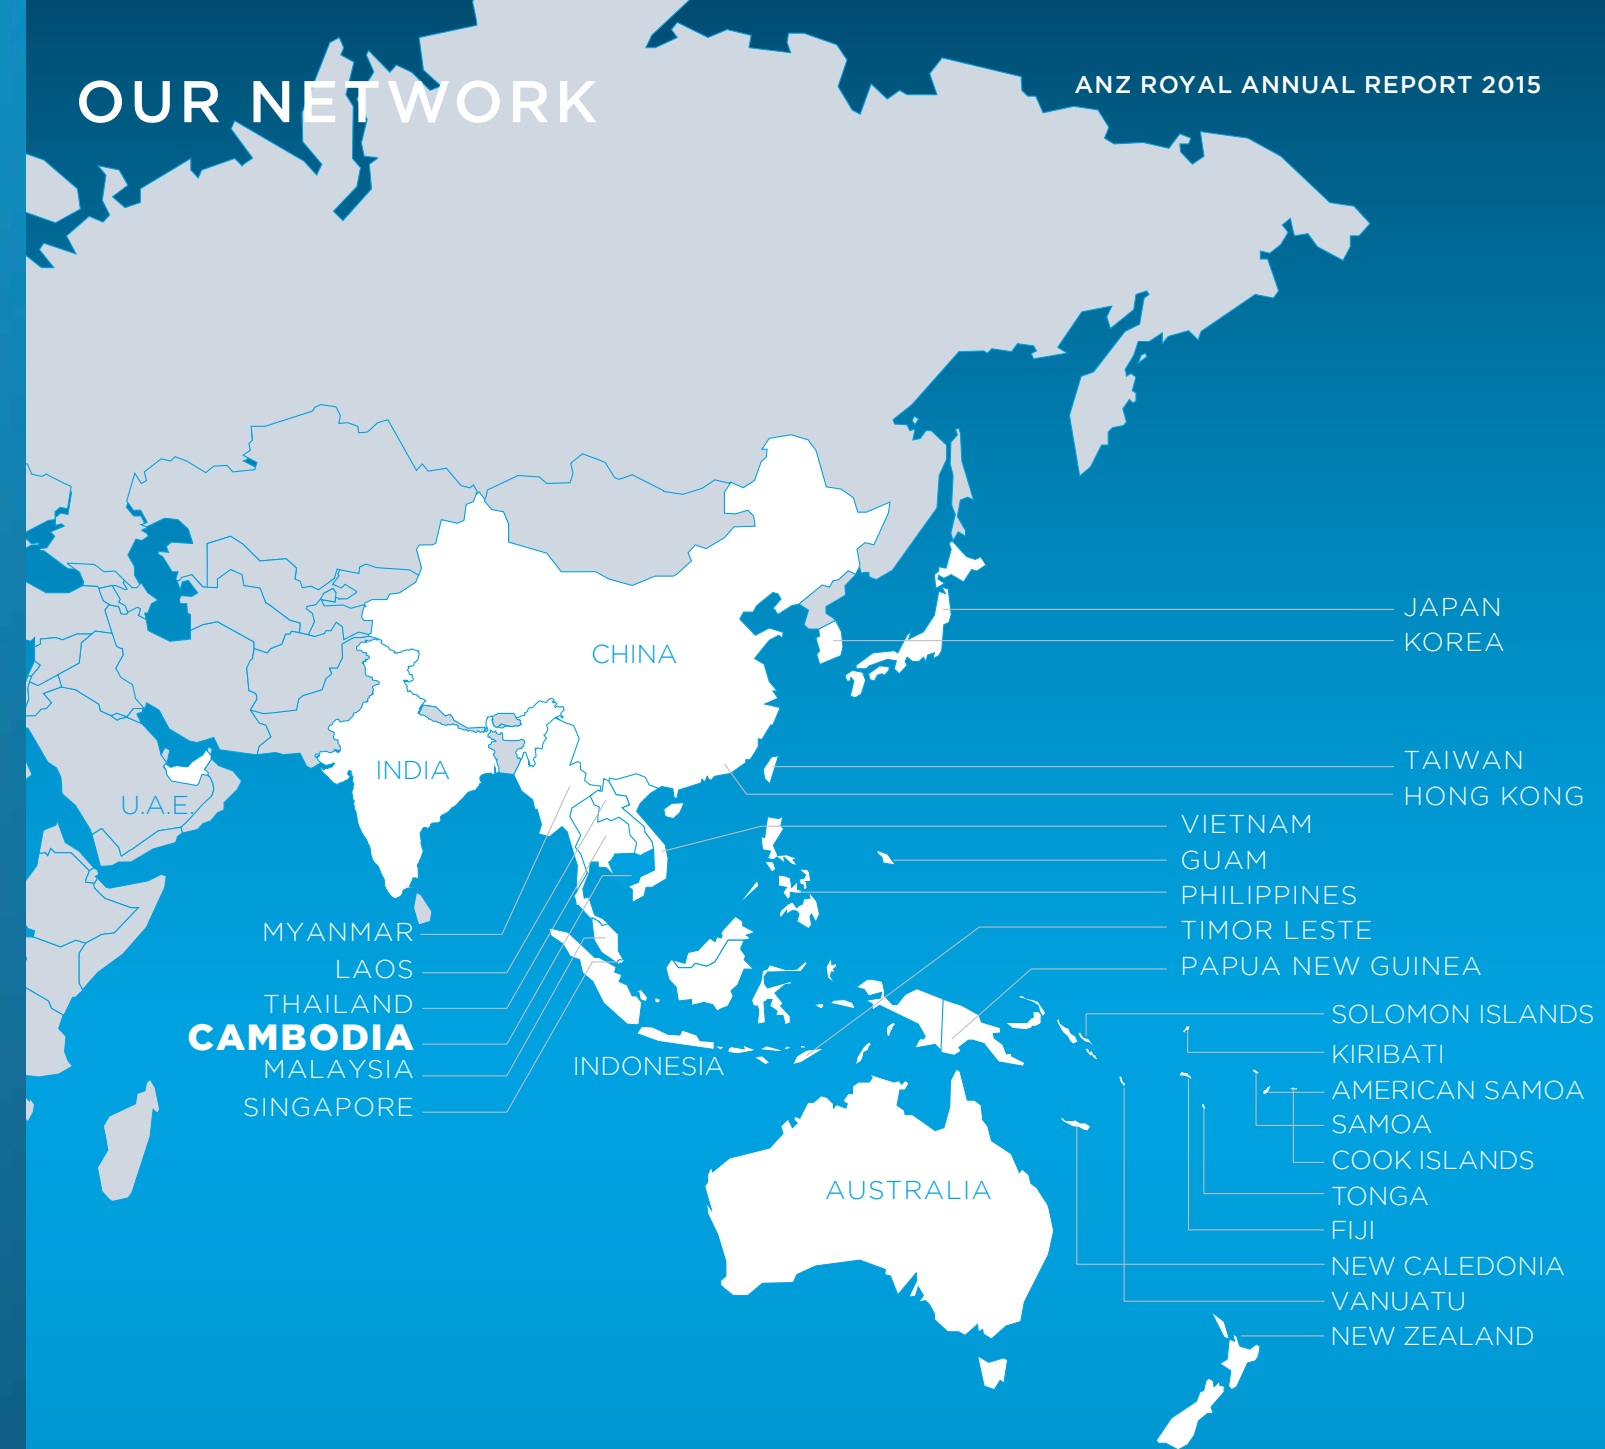 OUR NETWORK
ANZ ROYAL ANNUAL REPORT 2015
JAPAN
KOREA
CHINA
TAIWAN
INDIA
HONG KONG
U.A.E.
VIETNAM
GUAM
PHILIPPINES
MYANMAR
TIMOR LESTE
LAOS
PAPUA NEW GUINEA
THAILAND
SOLOMON ISLANDS
CAMBODIA
KIRIBATI
MALAYSIA
INDONESIA
AMERICAN SAMOA
SINGAPORE
SAMOA
COOK ISLANDS
AUSTRALIA
TONGA
FIJI
NEW CALEDONIA
VANUATU
NEW ZEALAND